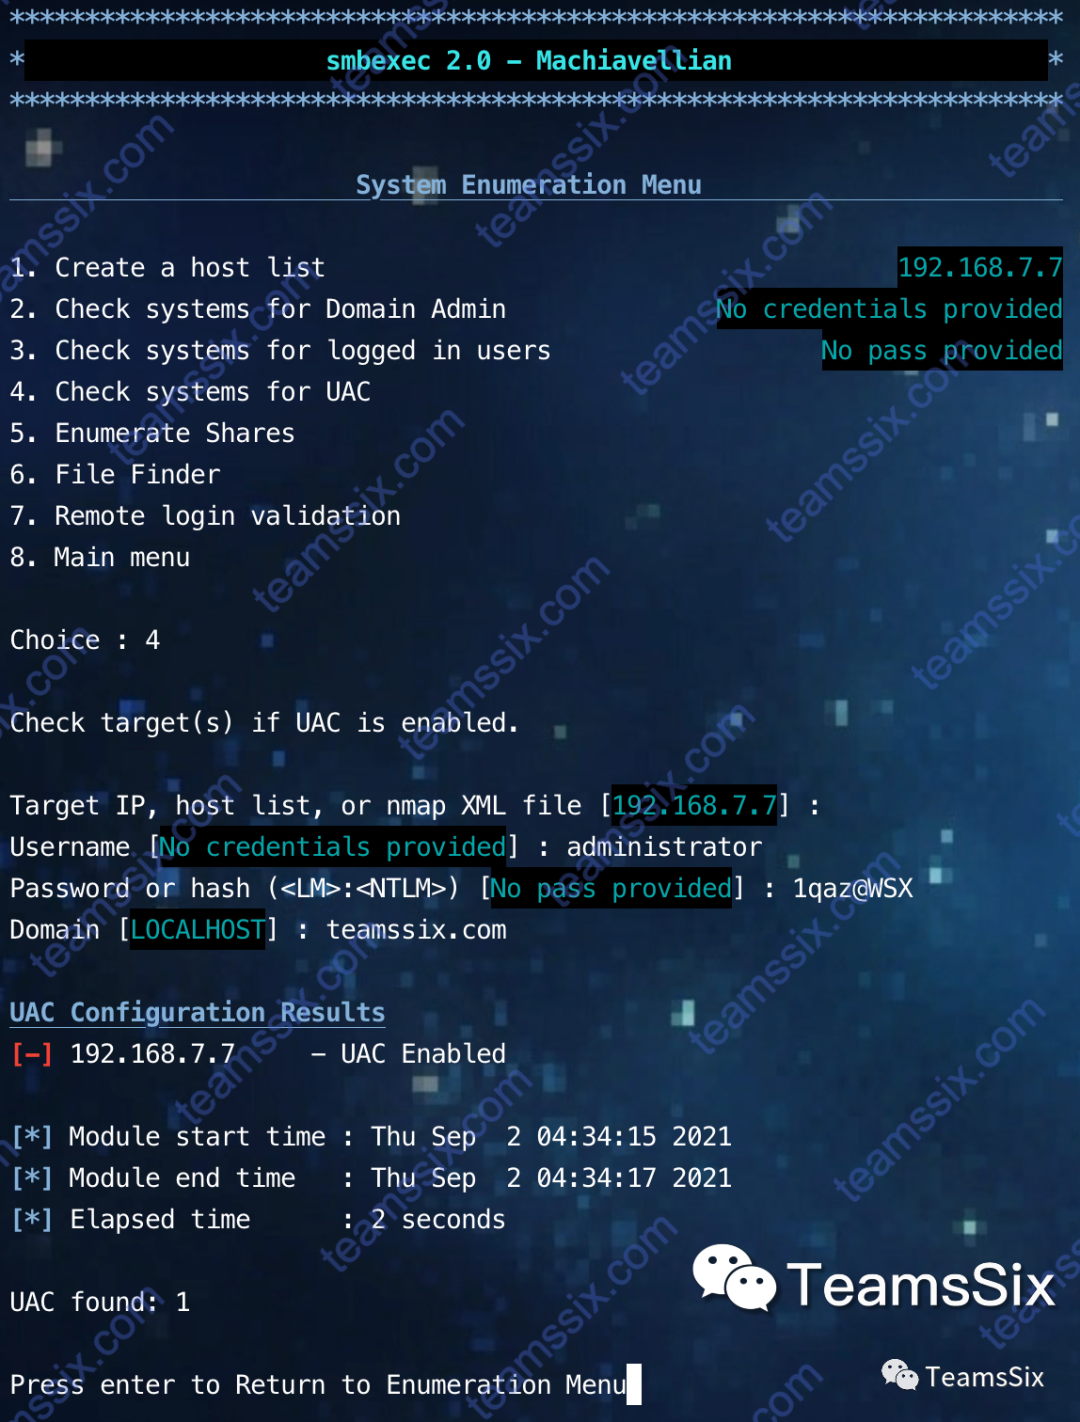 **********************************************************************
* smbexec 2.0 - Machiavellian *
**********************************************************************
System Enumeration Menu
1. Create a host list 192.168.7.7
2. Check systems for Domain Admin No credentials provided
3. Check systems for logged in users No pass provided
4. Check systems for UAC
5. Enumerate Shares
6. File Finder
7. Remote login validation
8. Main menu
Choice : 4
Check target(s) if UAC is enabled.
Target IP, host list, or nmap XML file [192.168.7.7] :
Username [No credentials provided] : administrator
Password or hash (<LM>:<NTLM>) [No pass provided] : 1qaz@WSX
Domain [LOCALHOST] : teamssix.com
UAC Configuration Results
[-] 192.168.7.7 - UAC Enabled
[*] Module start time : Thu Sep 2 04:34:15 2021
[*] Module end time : Thu Sep 2 04:34:17 2021
[*] Elapsed time : 2 seconds
UAC found: 1
Press enter to Return to Enumeration Menu
TeamsSix
TeamsSix
teamssix.com